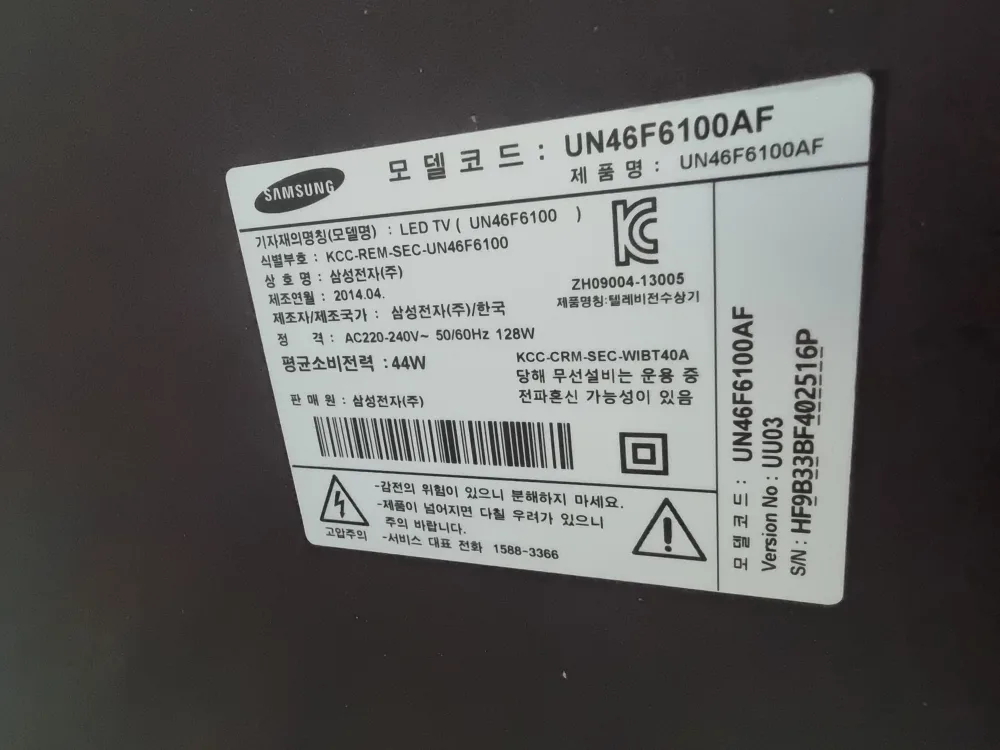 SAMSUNG
모델코드 : UN46F6100AF
제품명 : UN46F6100AF
기자재의명칭(모델명) : LED TV ( UN46F6100 )
식별부호 : KCC-REM-SEC-UN46F6100
상호명 : 삼성전자(주)
제조연월 : 2014.04.
제조자/제조국가 : 삼성전자(주)/한국
정 격 : AC220-240V~ 50/60Hz 128W
평균소비전력 : 44W
판매원 : 삼성전자(주)
ZH09004-13005
제품명칭:텔레비전수상기
KCC-CRM-SEC-WIBT40A
당해 무선설비는 운용 중
전파혼신 가능성이 있음
고압주의
-감전의 위험이 있으니 분해하지 마세요.
-제품이 넘어지면 다칠 우려가 있으니
주의 바랍니다.
-서비스 대표 전화 1588-3366
모델코드 : UN46F6100AF
Version No : UU03
S/N : HF9B33BF402516P